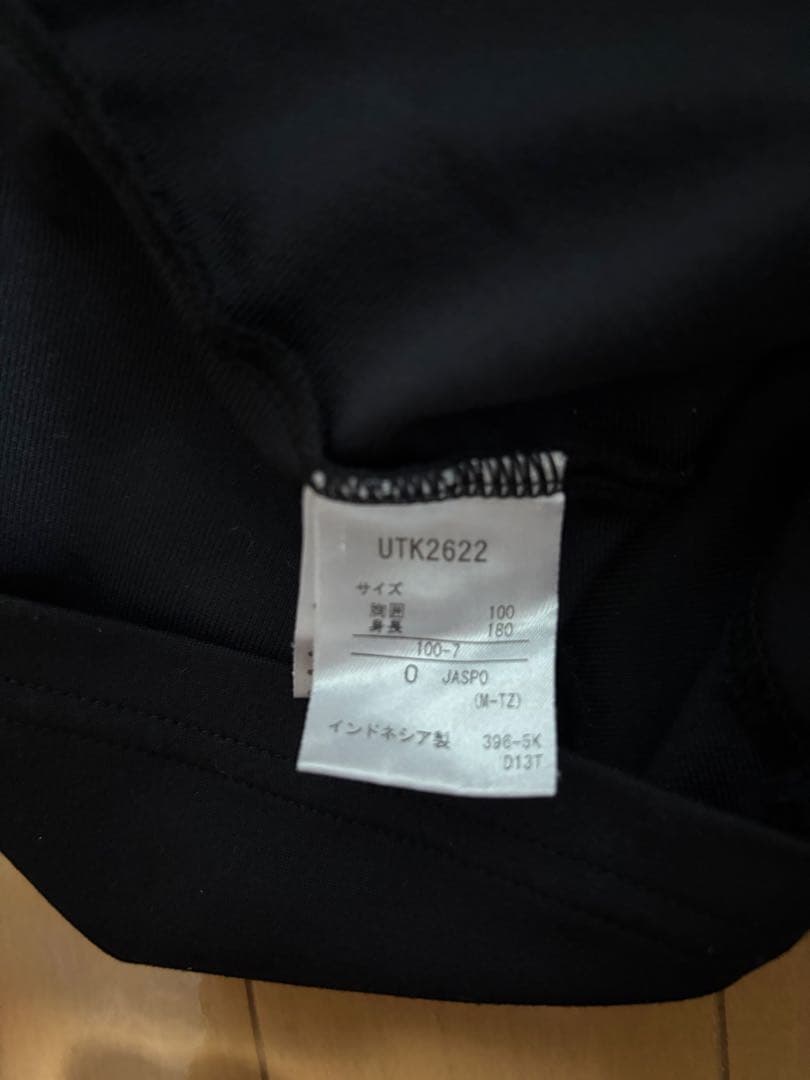 UTK2622
サイズ
胸囲 100
身長 180
100-7
O JASPO
(M-TZ)
インドネシア製 396-5K
D13T